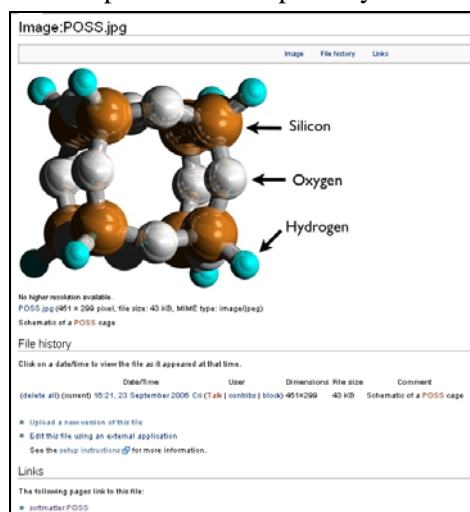 Image:POSS.jpg
Image File history Links
Silicon
Oxygen
Hydrogen
No higher resolution available.
POSS.jpg (451 × 299 pixel, file size: 43 kB, MIME type: image/jpeg)
Schematic of a POSS cage
File history
Click on a date/time to view the file as it appeared at that time.
Date/Time User Dimensions File size Comment
(delete all) (current) 16:21, 23 September 2006 Cri (Talk | contribs | block) 451×299 43 kB Schematic of a POSS cage
Upload a new version of this file
Edit this file using an external application
See the setup instructions for more information.
Links
The following pages link to this file:
softmatter:POSS